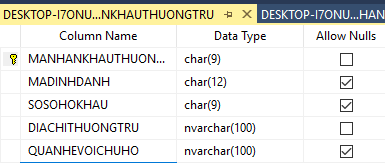 DESKTOP-I7ONU...NKHAUTHUONGTRU DESKTOP-I7ONU...HAN
Column Name Data Type Allow Nulls
MANHANKHAUTHUON... char(9)
MADINHDANH char(12)
SOSOHOKHAU char(9)
DIACHITHUONGTRU nvarchar(100)
QUANHEVOICHUHO nvarchar(100)